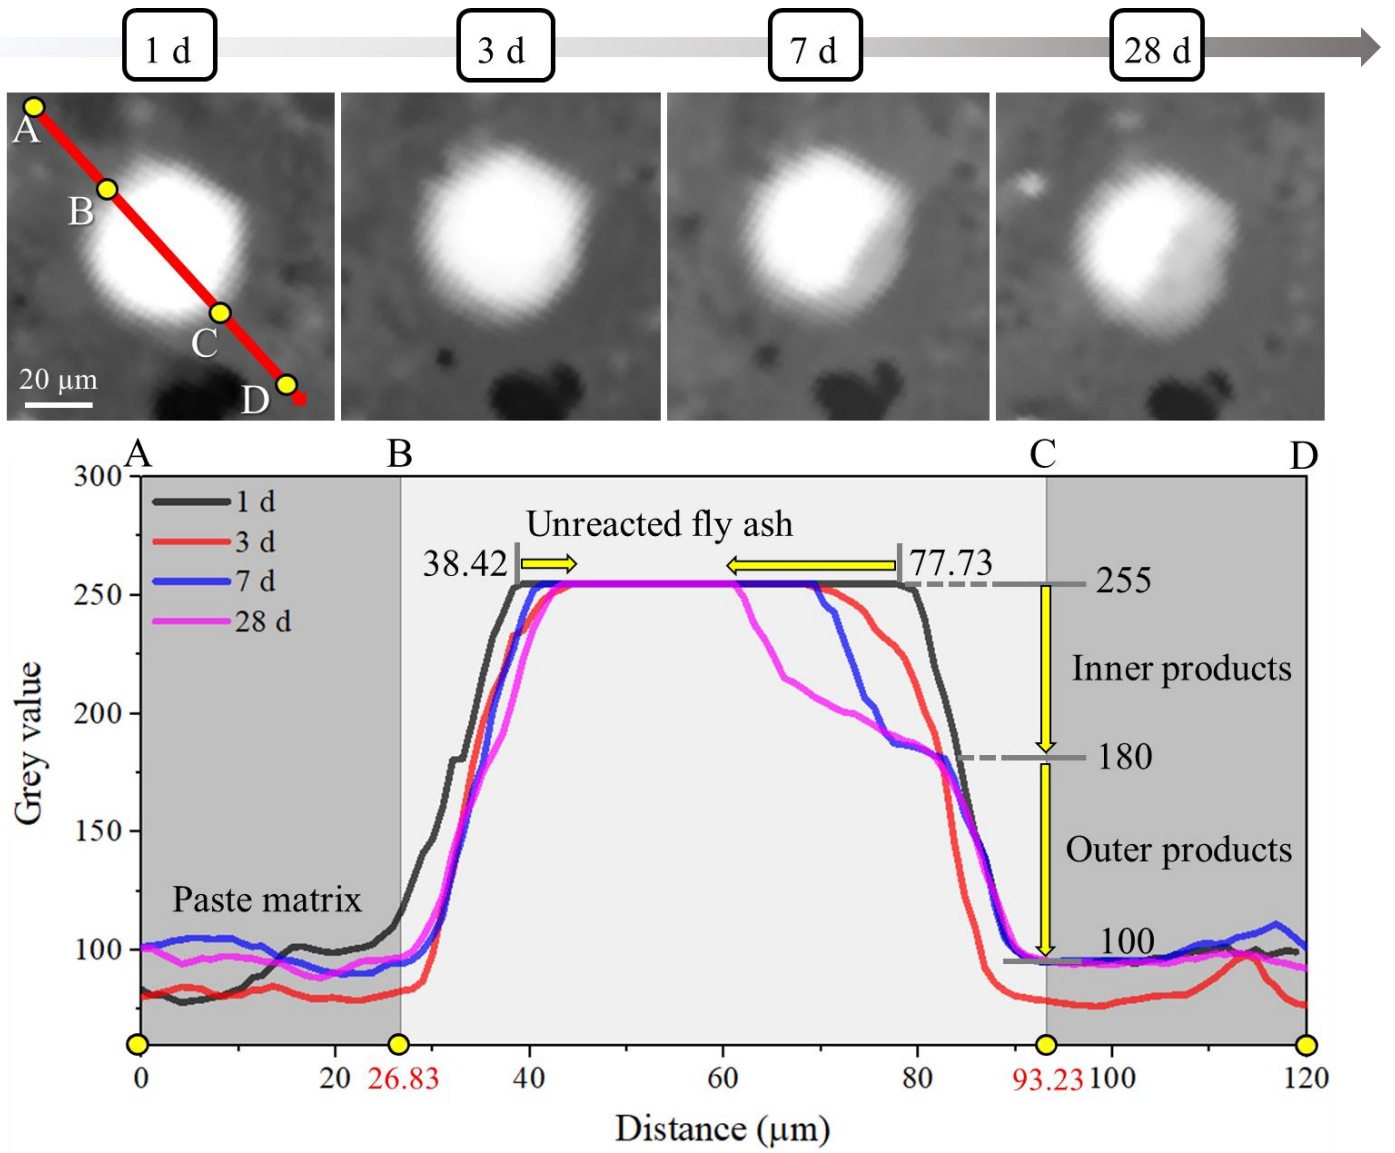 1 d
3 d
7 d
28 d
A
B
C
D
20 µm
A
B
C
D
300
250
200
150
100
Grey value
1 d
3 d
7 d
28 d
Unreacted fly ash
38.42
77.73
255
Inner products
180
Outer products
100
Paste matrix
0
20
26.83
40
60
80
93.23
100
120
Distance (µm)